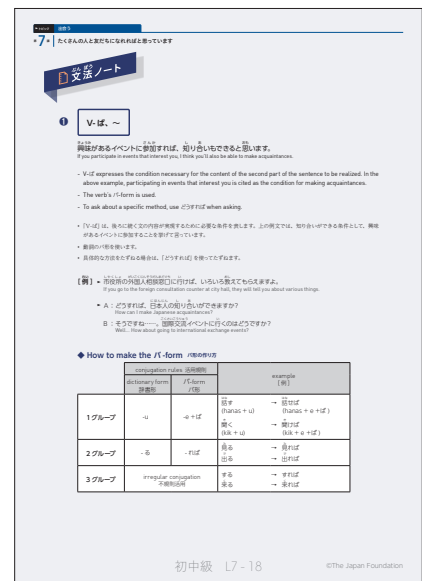 トピック 出会う
第7課 たくさんの人と友だちになれればと思っています
文法ノート
❶ V-ば、～
興味があるイベントに参加すれば、知り合いもできると思います。
If you participate in events that interest you, I think you'll also be able to make acquaintances.
- V-ば expresses the condition necessary for the content of the second part of the sentence to be realized. In the
above example, participating in events that interest you is cited as the condition for making acquaintances.
- The verb's バ-form is used.
- To ask about a specific method, use どうすれば when asking.
・「V-ば」は、後ろに続く文の内容が実現するために必要な条件を表します。上の例文では、知り合いができる条件として、興味
があるイベントに参加することを挙げて言っています。
・動詞のバ形を使います。
・具体的な方法をたずねる場合は、「どうすれば」を使ってたずねます。
[例] ▸ 市役所の外国人相談窓口に行けば、いろいろ教えてもらえますよ。
If you go to the foreign consultation counter at city hall, they will tell you about various things.
▸ A：どうすれば、日本人の知り合いができますか？
How can I make Japanese acquaintances?
B：そうですね……。国際交流イベントに行くのはどうですか？
Well... How about going to international exchange events?
◆ How to make the バ-form バ形の作り方
conjugation rules 活用規則
example
[例]
dictionary form
辞書形
バ-form
バ形
1グループ
-u
-e +ば
話す → 話せば
(hanas + u) (hanas + e +ば)
聞く → 聞けば
(kik + u) (kik + e +ば)
2グループ
- る
- れば
見る → 見れば
出る → 出れば
3グループ
irregular conjugation
不規則活用
する → すれば
来る → 来れば
初中級 L7 - 18
©The Japan Foundation